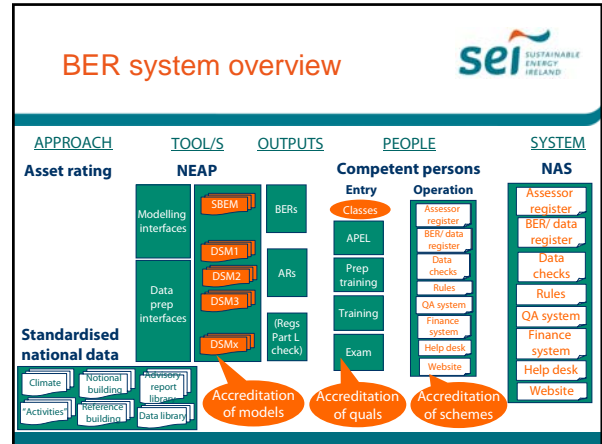 BER system overview
sei SUSTAINABLE
ENERGY
IRELAND
APPROACH
TOOL/S
OUTPUTS
PEOPLE
SYSTEM
Asset rating
NEAP
Competent persons
NAS
Entry
Operation
Modelling
interfaces
Data
prep
interfaces
SBEM
DSM1
DSM2
DSM3
DSMx
BERs
ARs
(Regs
Part L
check)
Classes
APEL
Prep
training
Training
Exam
Assessor
register
BER/ data
register
Data
checks
Rules
QA system
Finance
system
Help desk
Website
Assessor
register
BER/ data
register
Data
checks
Rules
QA system
Finance
system
Help desk
Website
Standardised
national data
Climate
Notional
building
Advisory
report
library
"Activities"
Reference
building
Data library
Accreditation
of models
Accreditation
of quals
Accreditation
of schemes